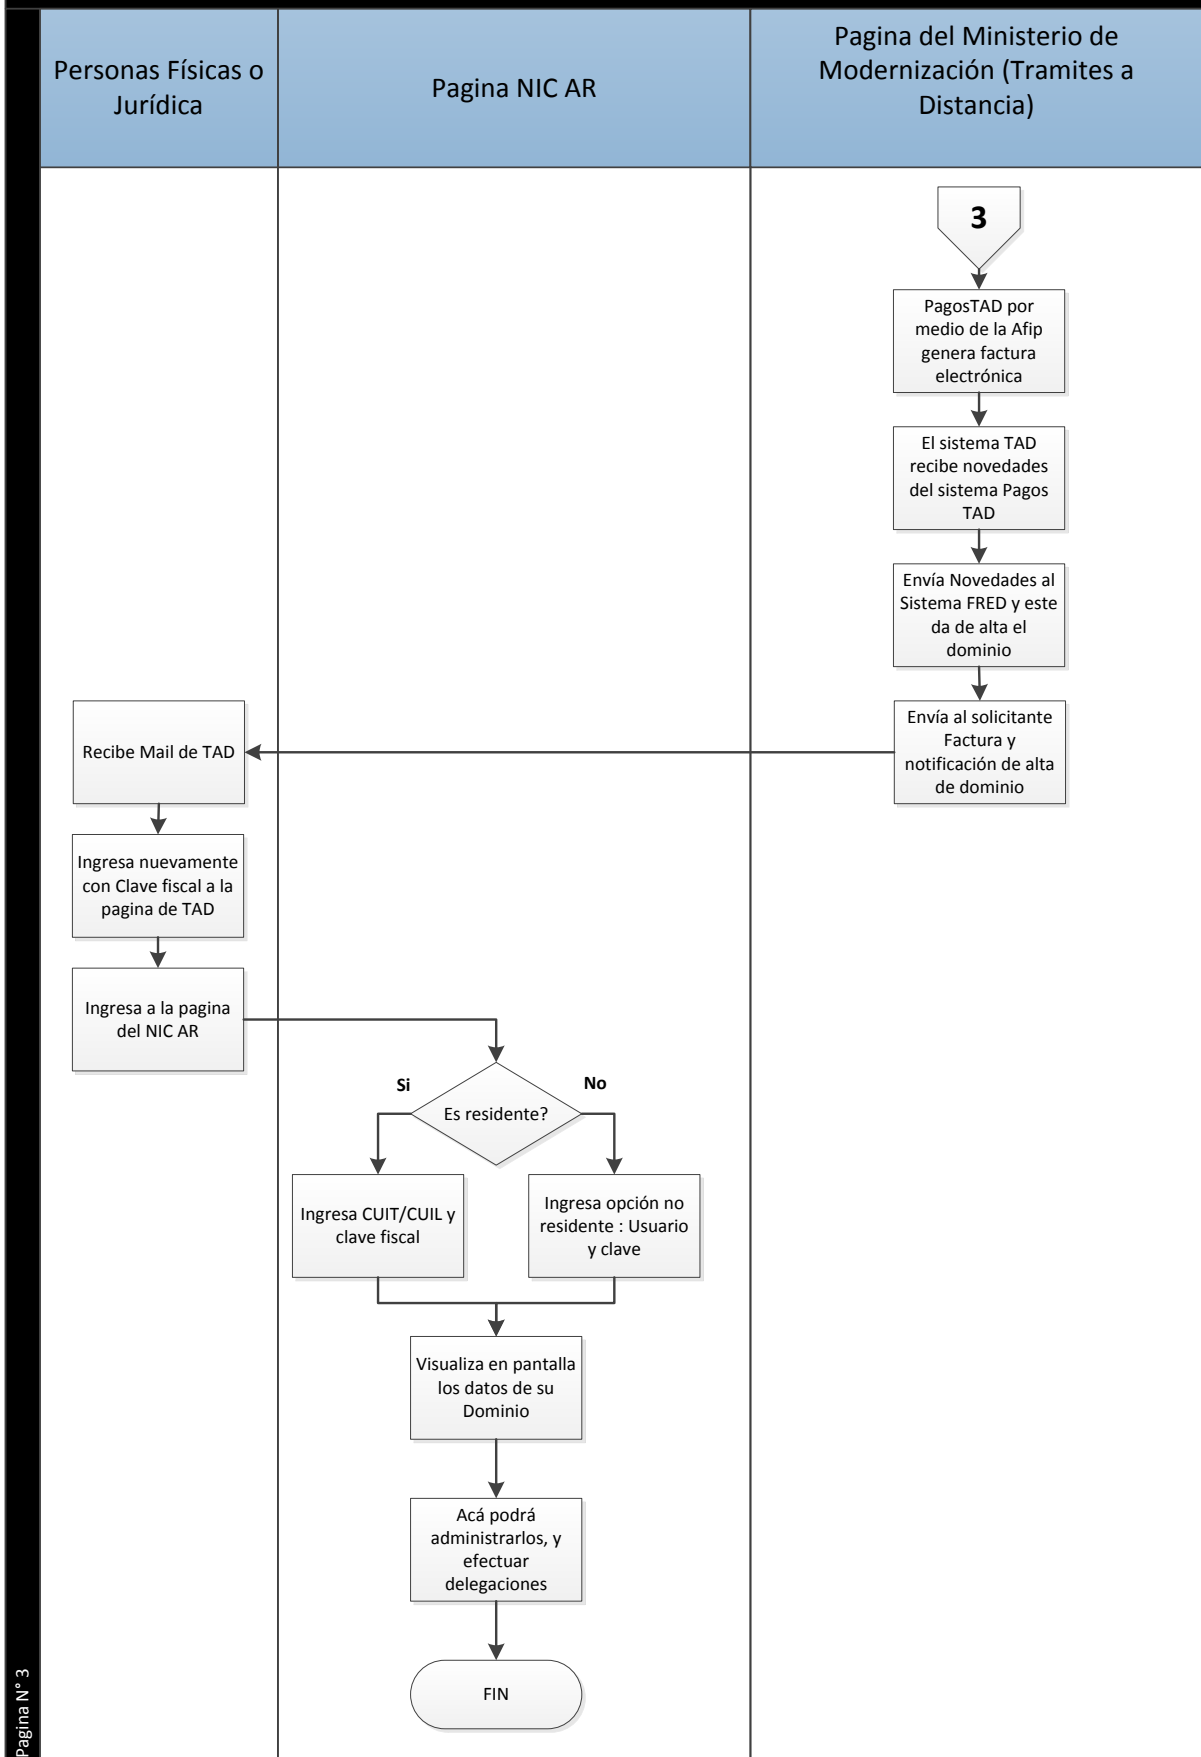 Personas Físicas o
Jurídica
Pagina NIC AR
Pagina del Ministerio de
Modernización (Tramites a
Distancia)
3
PagosTAD por
medio de la Afip
genera factura
electrónica
El sistema TAD
recibe novedades
del sistema Pagos
TAD
Envía Novedades al
Sistema FRED y este
da de alta el
dominio
Envía al solicitante
Factura y
notificación de alta
de dominio
Recibe Mail de TAD
Ingresa nuevamente
con Clave fiscal a la
pagina de TAD
Ingresa a la pagina
del NIC AR
Si
No
Es residente?
Ingresa CUIT/CUIL y
clave fiscal
Ingresa opción no
residente : Usuario
y clave
Visualiza en pantalla
los datos de su
Dominio
Acá podrá
administrarlos, y
efectuar
delegaciones
FIN
Pagina N° 3